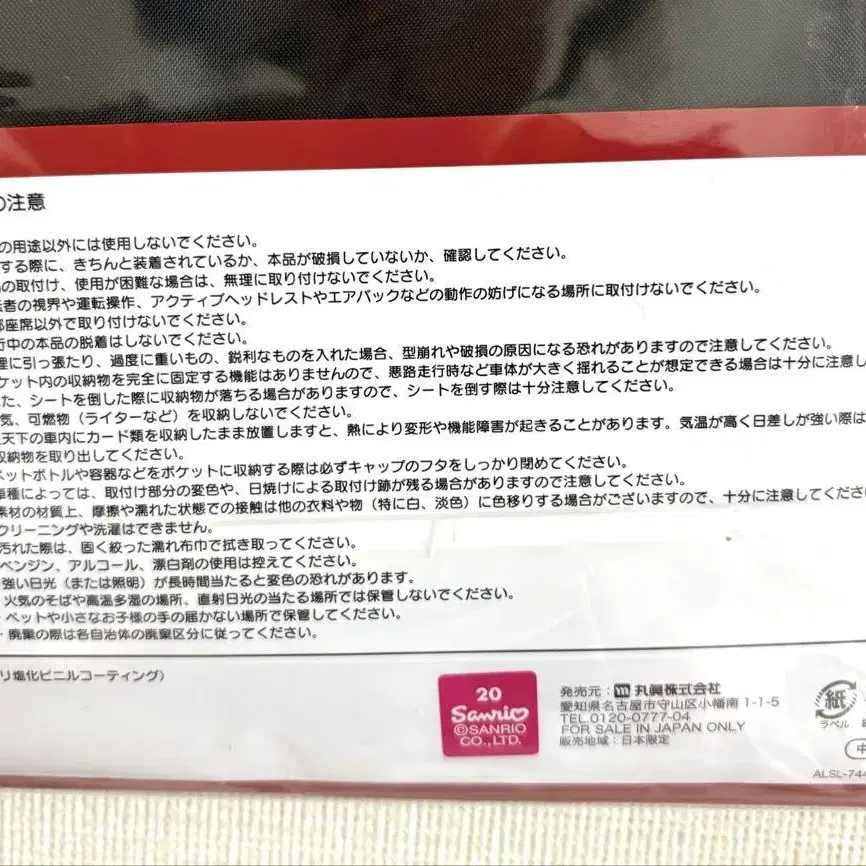 の注意
の用途以外には使用しないでください。
する際に、きちんと装着されているか、本品が破損していないか、確認してください。
の取付け、使用が困難な場合は、無理に取り付けないでください。
者の視界や運転操作、アクティブヘッドレストやエアバックなどの動作の妨げになる場所に取付けないでください。
部座席以外で取り付けないでください。
行中の本品の脱着はしないでください。
理に引っ張たり、過度に重いもの、鋭利なものを入れた場合、型崩れや破損の原因になる恐れがありますので注意してください。
ケット内の収納物を完全に固定する機能はありませんので、悪路走行時など車体が大きく揺れることが想定できる場合は十分に注意し
た、シートを倒した際に収納物が落ちる場合がありますので、シートを倒す際は十分注意してください。
気、可燃物（ライターなど）を収納しないでください。
天下の車内にカード類を収納したまま放置しますと、熱により変形や機能障害が起きることがあります。気温が高く日差しが強い際は
収納物を取り出してください。
ペットボトルや容器などをポケットに収納する際は必ずキャップのフタをしっかり閉めてください。
車種によっては、取付け部分の変色や、日焼けによる取付け跡が残る場合がありますので注意してください。
素材の材質上、摩擦や濡れた状態での接触は他の衣料や物（特に白、淡色）に色移りする場合がございますので、十分に注意してくださ
クリーニングや洗濯はできません。
汚れた際は、固く絞った濡れ布巾で拭き取ってください。
ベンジン、アルコール、漂白剤の使用は控えてください。
強い日光（または照明）が長時間当たると変色の恐れがあります。
・火気のそばや高温多湿の場所、直射日光の当たる場所では保管しないでください。
・ペットや小さなお子様の手の届かない場所で保管してください。
・廃棄の際は各自治体の廃棄区分に従ってください。
リ塩化ビニルコーティング）
20
Sanrio
©SANRIO
CO.,LTD.
発売元：丸眞株式会社
愛知県名古屋市守山区小幡南1-1-5
TEL.0120-0777-04
FOR SALE IN JAPAN ONLY
販売地域：日本限定
紙
ラベル
中
ALSL-744